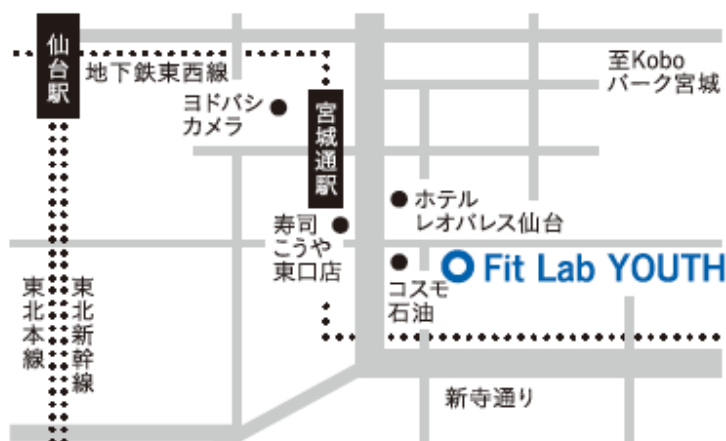 仙台駅
地下鉄東西線
至Kobo
パーク宮城
ヨドバシ
カメラ
宮城通駅
ホテル
レオパレス仙台
寿司
こうや
東口店
コスモ
石油
Fit Lab YOUTH
東北本線
東北新幹線
新寺通り